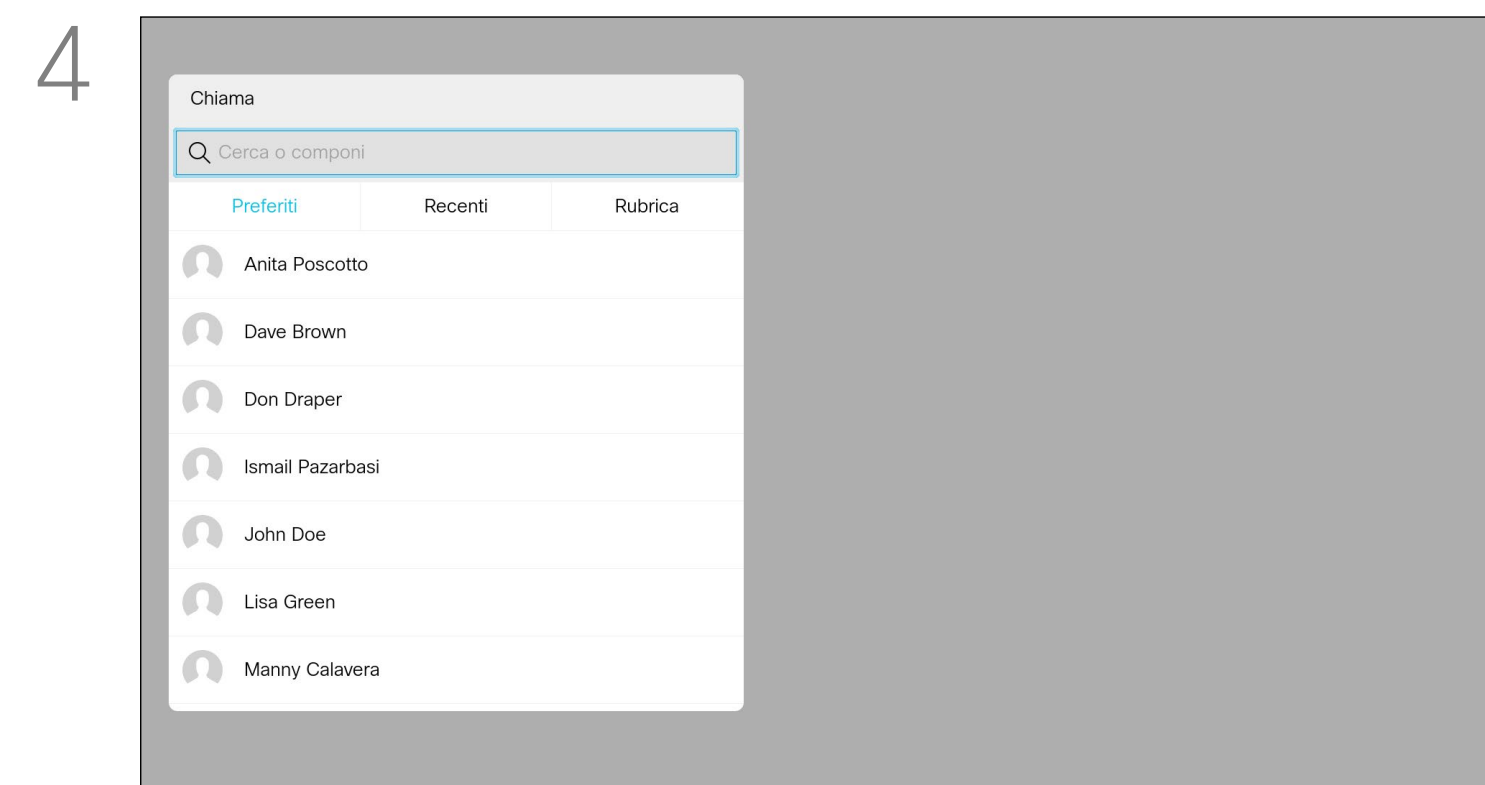 4
Chiama
Cerca o componi
Preferiti Recenti Rubrica
Anita Poscotto
Dave Brown
Don Draper
Ismail Pazarbasi
John Doe
Lisa Green
Manny Calavera